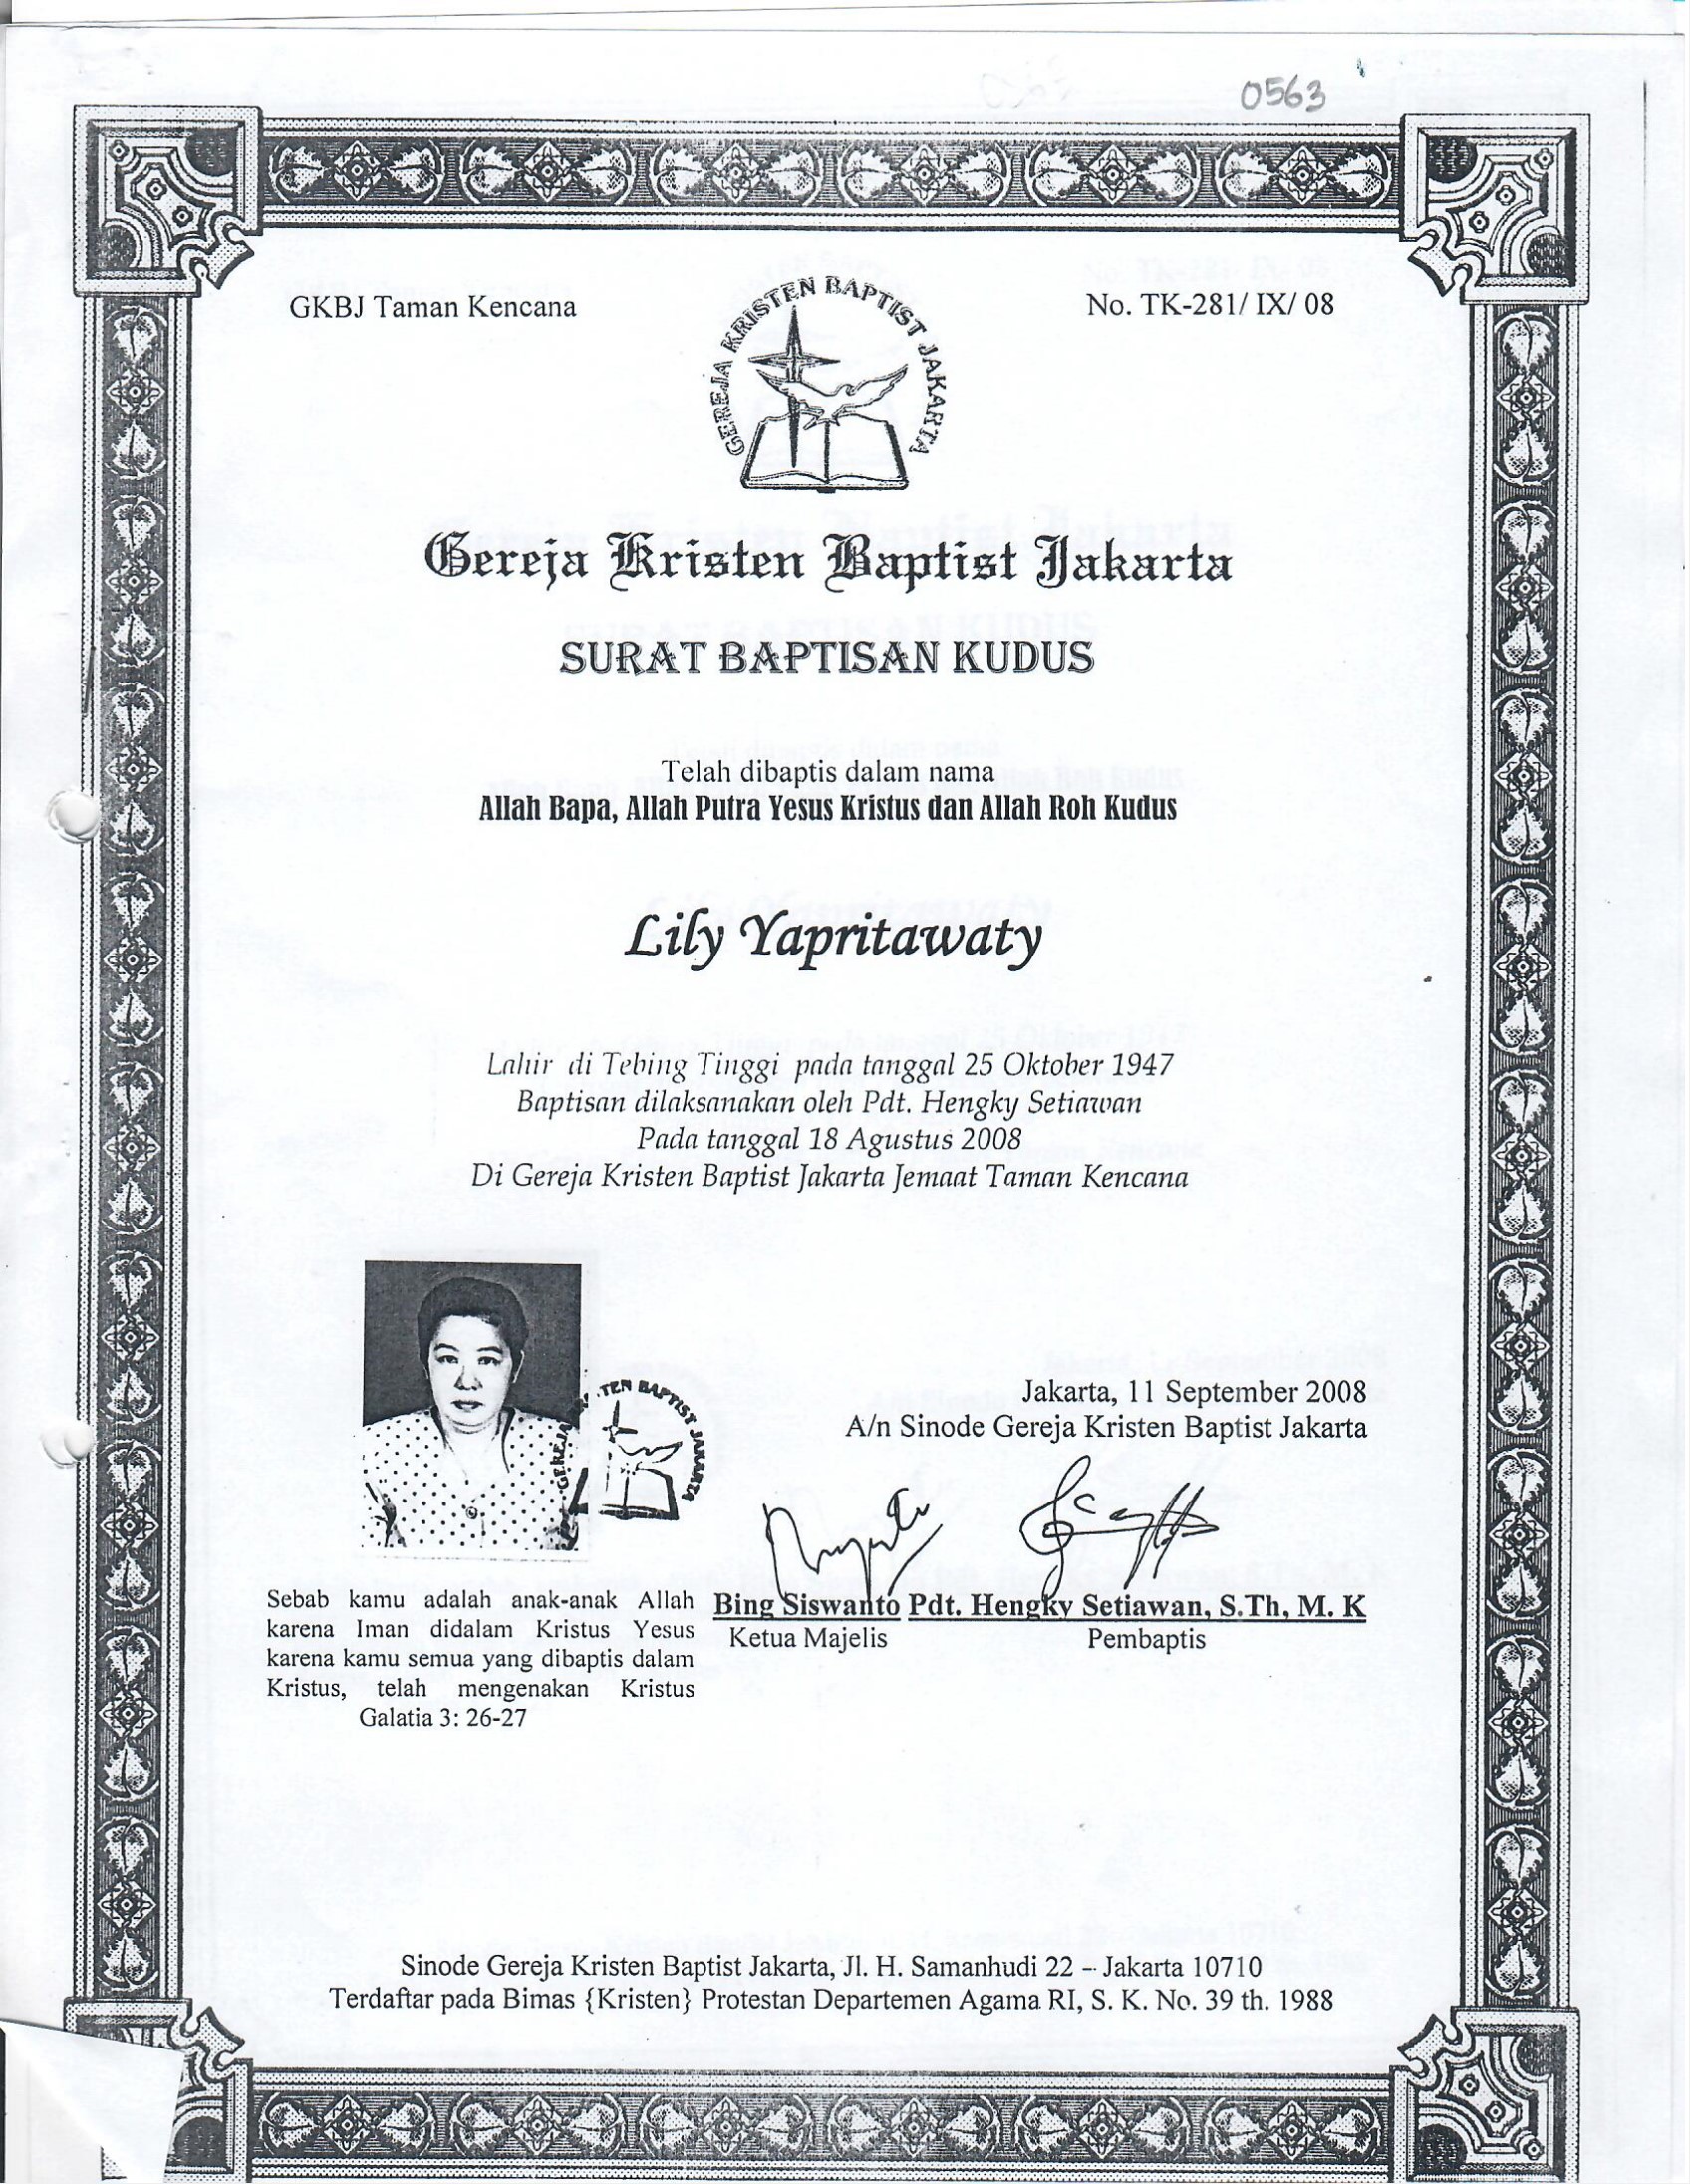 0563
GKBJ Taman Kencana
No. TK-281/ IX/ 08
GEREJA KRISTEN BAPTIST JAKARTA
Gereja Kristen Baptist Jakarta
SURAT BAPTISAN KUDUS
Telah dibaptis dalam nama
Allah Bapa, Allah Putra Yesus Kristus dan Allah Roh Kudus
Lily Yapritawaty
Lahir di Tebing Tinggi pada tanggal 25 Oktober 1947
Baptisan dilaksanakan oleh Pdt. Hengky Setiawan
Pada tanggal 18 Agustus 2008
Di Gereja Kristen Baptist Jakarta Jemaat Taman Kencana
GEREJA TEN BAPTIST JAKARTA
Jakarta, 11 September 2008
A/n Sinode Gereja Kristen Baptist Jakarta
Bing Siswanto Pdt. Hengky Setiawan, S.Th, M. K
Ketua Majelis Pembaptis
Sebab kamu adalah anak-anak Allah
karena Iman didalam Kristus Yesus
karena kamu semua yang dibaptis dalam
Kristus, telah mengenakan Kristus
Galatia 3: 26-27
Sinode Gereja Kristen Baptist Jakarta, Jl. H. Samanhudi 22 – Jakarta 10710
Terdaftar pada Bimas {Kristen} Protestan Departemen Agama RI, S. K. No. 39 th. 1988